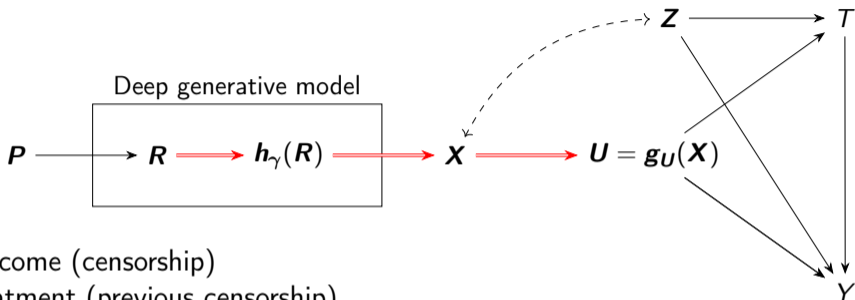 Z T
Deep generative model
P R h_γ(R) X U = g_U(X)
come (censorship)
atment (previous censorship)
Y